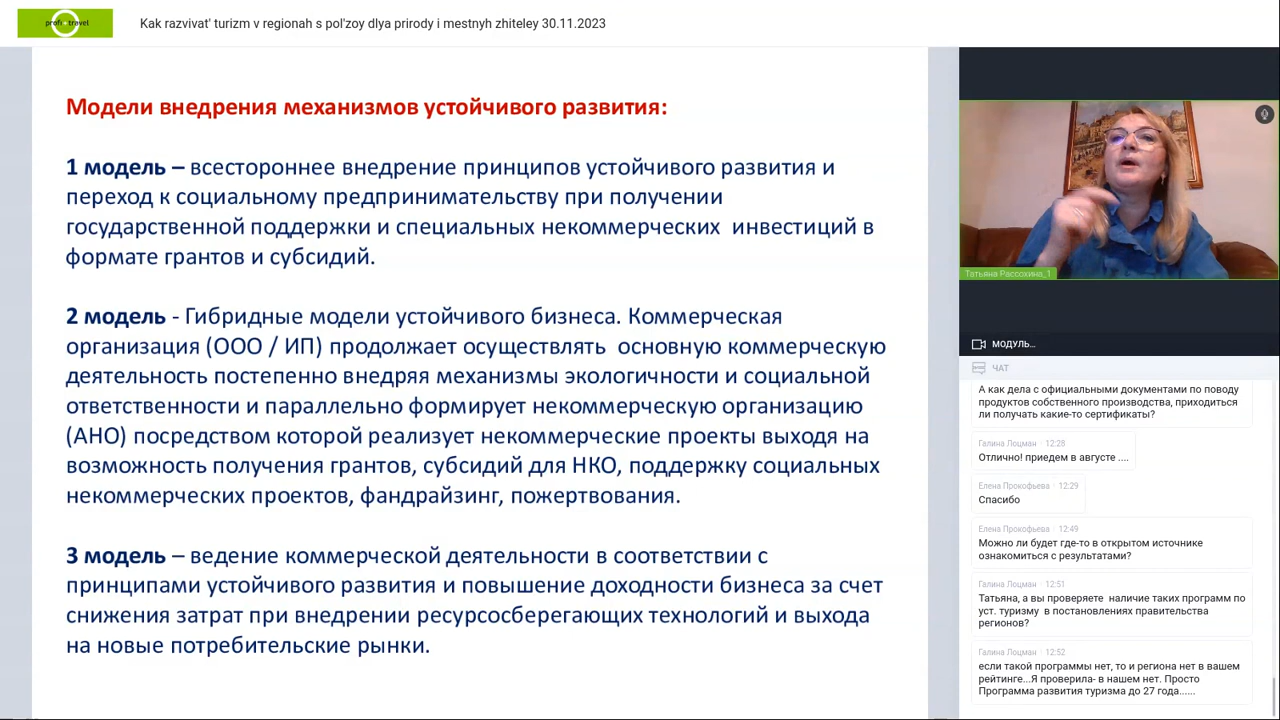 profi travel
Kak razvivat' turizm v regionah s pol'zoy dlya prirody i mestnyh zhiteley 30.11.2023
Модели внедрения механизмов устойчивого развития:
1 модель – всестороннее внедрение принципов устойчивого развития и
переход к социальному предпринимательству при получении
государственной поддержки и специальных некоммерческих  инвестиций в
формате грантов и субсидий.
2 модель - Гибридные модели устойчивого бизнеса. Коммерческая
организация (ООО / ИП) продолжает осуществлять  основную коммерческую
деятельность постепенно внедряя механизмы экологичности и социальной
ответственности и параллельно формирует некоммерческую организацию
(АНО) посредством которой реализует некоммерческие проекты выходя на
возможность получения грантов, субсидий для НКО, поддержку социальных
некоммерческих проектов, фандрайзинг, пожертвования.
3 модель – ведение коммерческой деятельности в соответствии с
принципами устойчивого развития и повышение доходности бизнеса за счет
снижения затрат при внедрении ресурсосберегающих технологий и выхода
на новые потребительские рынки.
Татьяна Рассохина_1
МОДУЛЬ...
ЧАТ
А как дела с официальными документами по поводу
продуктов собственного производства, приходиться
ли получать какие-то сертификаты?
Галина Лоцман 12:28
Отлично! приедем в августе ....
Елена Прокофьева 12:29
Спасибо
Елена Прокофьева 12:49
Можно ли будет где-то в открытом источнике
ознакомиться с результатами?
Галина Лоцман 12:51
Татьяна, а вы проверяете  наличие таких программ по
уст. туризму  в постановлениях правительства
регионов?
Галина Лоцман 12:52
если такой программы нет, то и региона нет в вашем
рейтинге...Я проверила- в нашем нет. Просто
Программа развития туризма до 27 года......